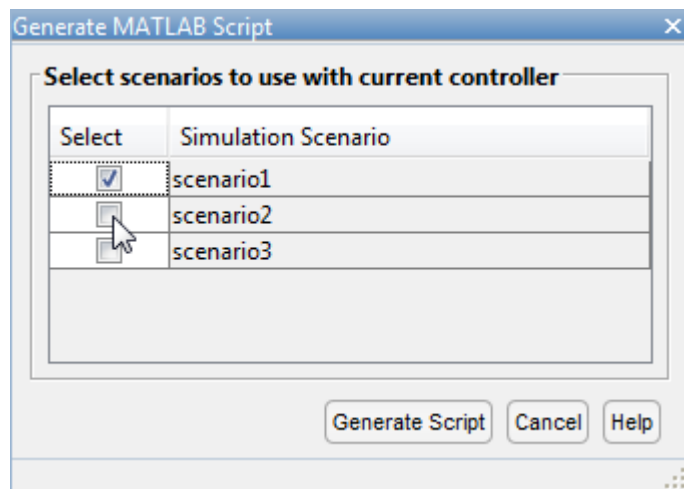 Generate MATLAB Script
Select scenarios to use with current controller
Select Simulation Scenario
scenario1
scenario2
scenario3
Generate Script Cancel Help